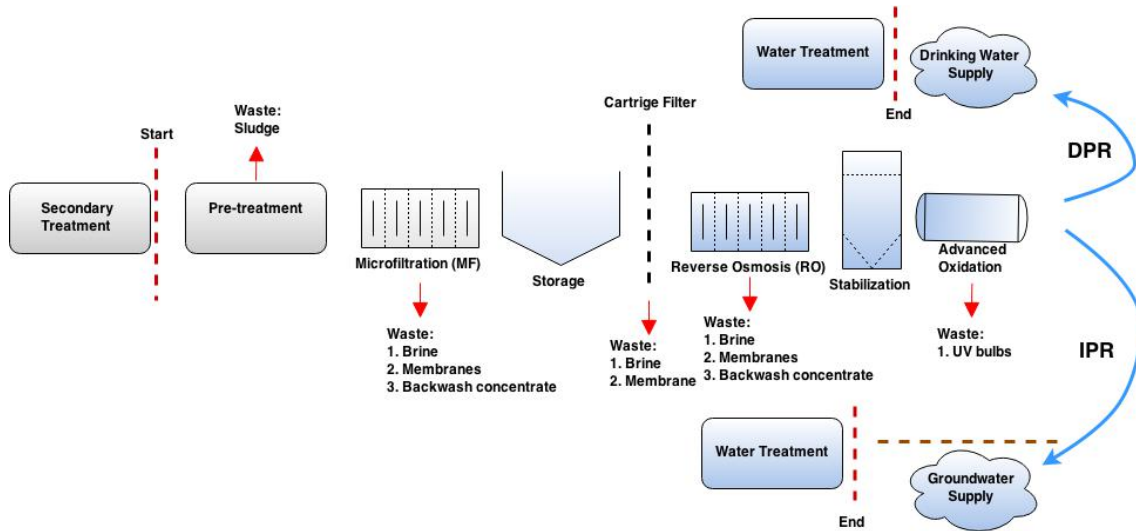 Water Treatment
Drinking Water
Supply
End
DPR
Cartrige Filter
Waste:
Sludge
Start
Secondary
Treatment
Pre-treatment
Microfiltration (MF)
Storage
Reverse Osmosis (RO)
Stabilization
Advanced
Oxidation
Waste:
1. Brine
2. Membranes
3. Backwash concentrate
Waste:
1. Brine
2. Membrane
Waste:
1. Brine
2. Membranes
3. Backwash concentrate
Waste:
1. UV bulbs
IPR
Water Treatment
Groundwater
Supply
End